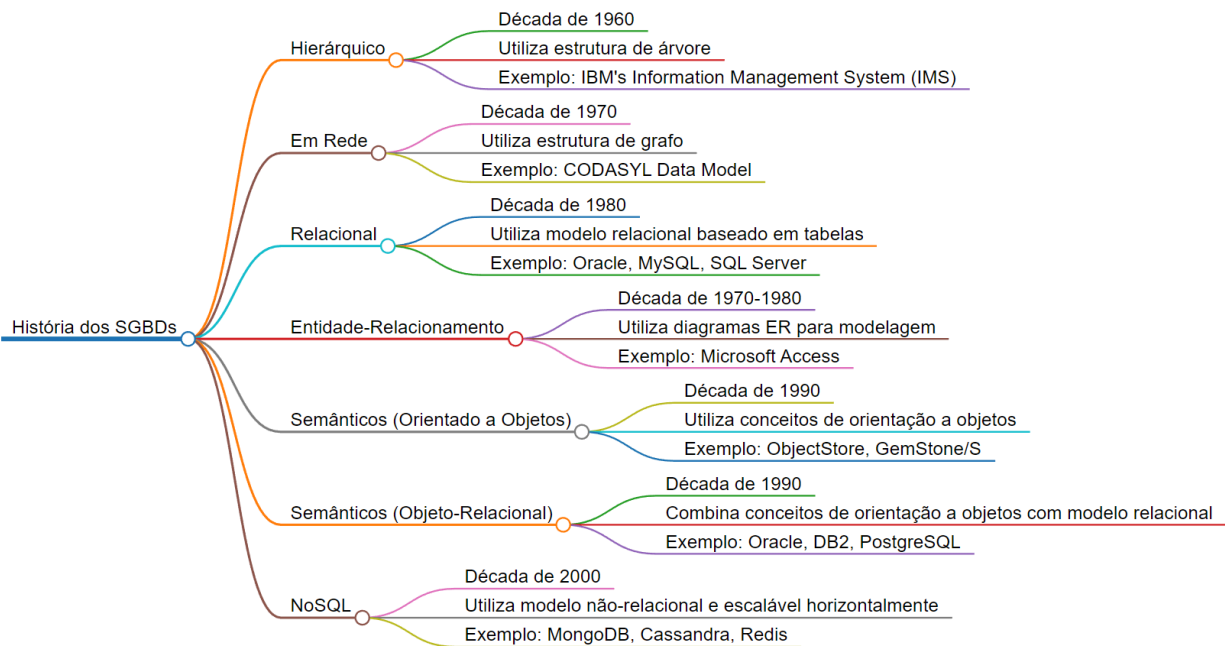 História dos SGBDs
Hierárquico
Década de 1960
Utiliza estrutura de árvore
Exemplo: IBM's Information Management System (IMS)
Em Rede
Década de 1970
Utiliza estrutura de grafo
Exemplo: CODASYL Data Model
Relacional
Década de 1980
Utiliza modelo relacional baseado em tabelas
Exemplo: Oracle, MySQL, SQL Server
Entidade-Relacionamento
Década de 1970-1980
Utiliza diagramas ER para modelagem
Exemplo: Microsoft Access
Semânticos (Orientado a Objetos)
Década de 1990
Utiliza conceitos de orientação a objetos
Exemplo: ObjectStore, GemStone/S
Semânticos (Objeto-Relacional)
Década de 1990
Combina conceitos de orientação a objetos com modelo relacional
Exemplo: Oracle, DB2, PostgreSQL
NoSQL
Década de 2000
Utiliza modelo não-relacional e escalável horizontalmente
Exemplo: MongoDB, Cassandra, Redis